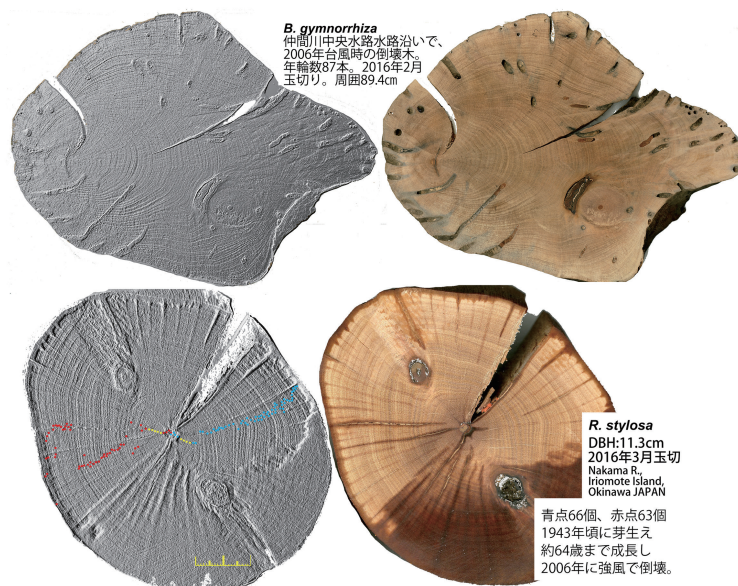 B. gymnorrhiza
仲間川中央水路水路沿いで、
2006年台風時の倒壊木。
年輪数87本。2016年2月
玉切り。周囲89.4㎝
R. stylosa
DBH:11.3cm
2016年3月玉切
Nakama R.,
Iriomote Island,
Okinawa JAPAN
青点66個、赤点63個
1943年頃に芽生え
約64歳まで成長し
2006年に強風で倒壊。